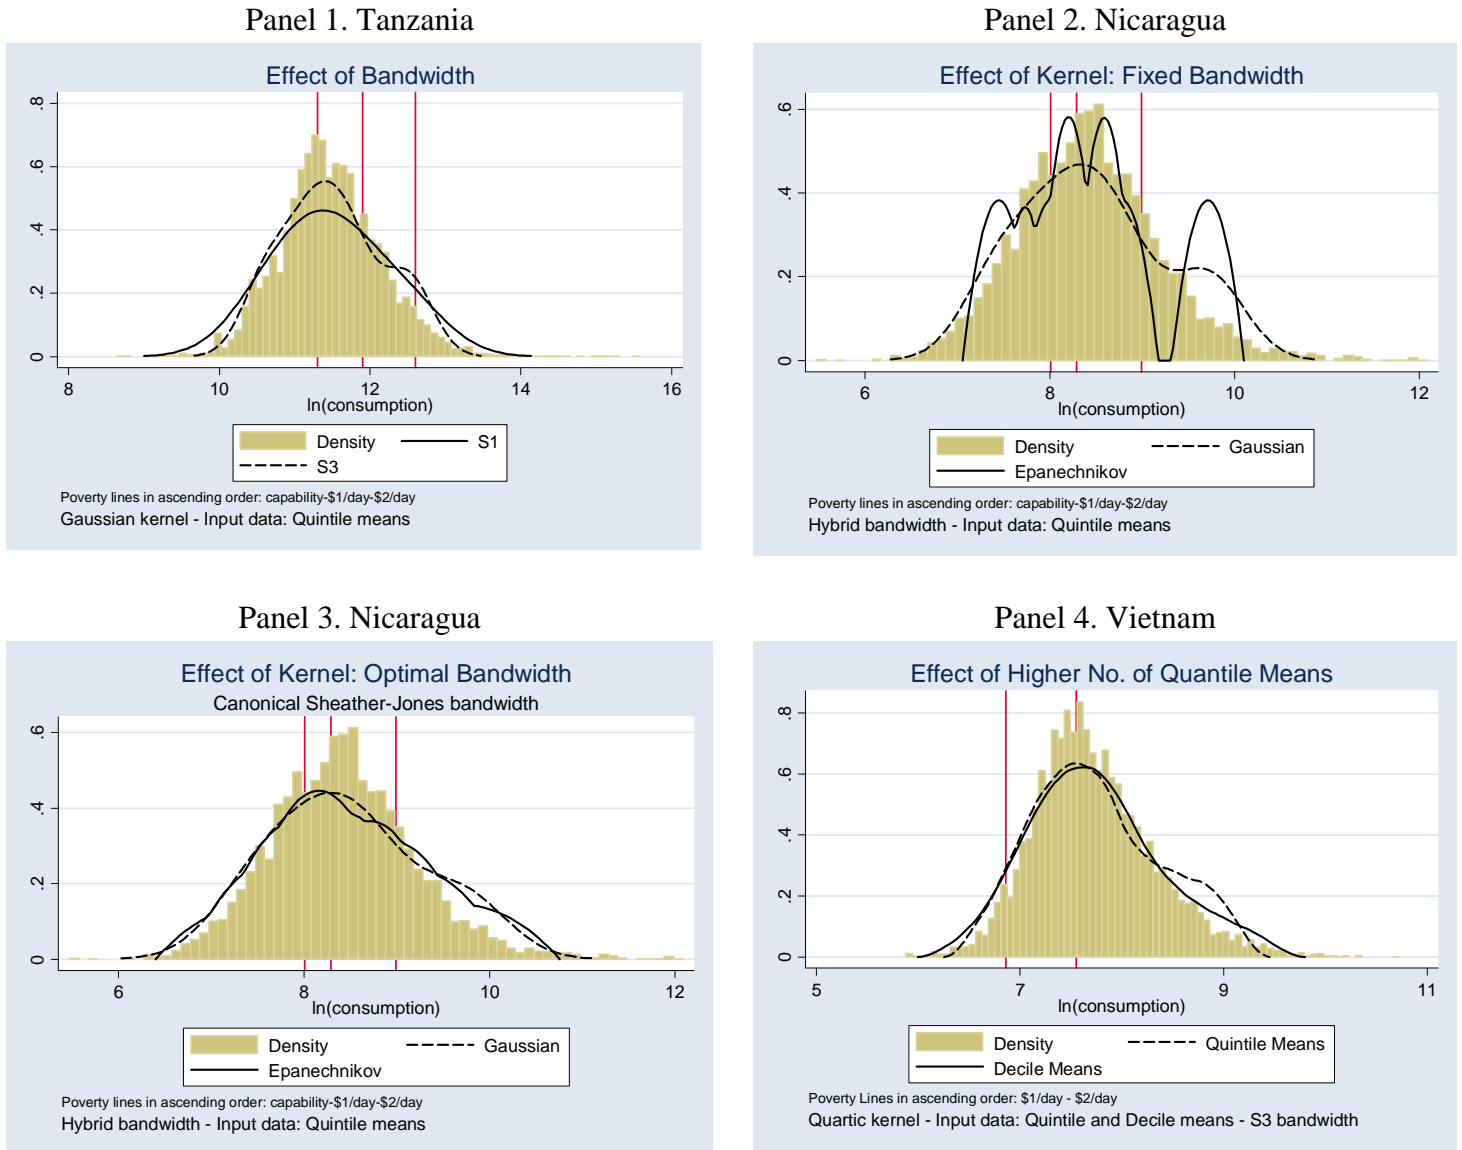 Panel 1. Tanzania
Effect of Bandwidth
.8
.6
.4
.2
0
8 10 12 14 16
ln(consumption)
Density S1
S3
Poverty lines in ascending order: capability-$1/day-$2/day
Gaussian kernel - Input data: Quintile means
Panel 2. Nicaragua
Effect of Kernel: Fixed Bandwidth
.6
.4
.2
0
6 8 10 12
ln(consumption)
Density Gaussian
Epanechnikov
Poverty lines in ascending order: capability-$1/day-$2/day
Hybrid bandwidth - Input data: Quintile means
Panel 3. Nicaragua
Effect of Kernel: Optimal Bandwidth
Canonical Sheather-Jones bandwidth
.6
.4
.2
0
6 8 10 12
ln(consumption)
Density Gaussian
Epanechnikov
Poverty lines in ascending order: capability-$1/day-$2/day
Hybrid bandwidth - Input data: Quintile means
Panel 4. Vietnam
Effect of Higher No. of Quantile Means
.8
.6
.4
.2
0
5 7 9 11
ln(consumption)
Density Quintile Means
Decile Means
Poverty Lines in ascending order: $1/day - $2/day
Quartic kernel - Input data: Quintile and Decile means - S3 bandwidth